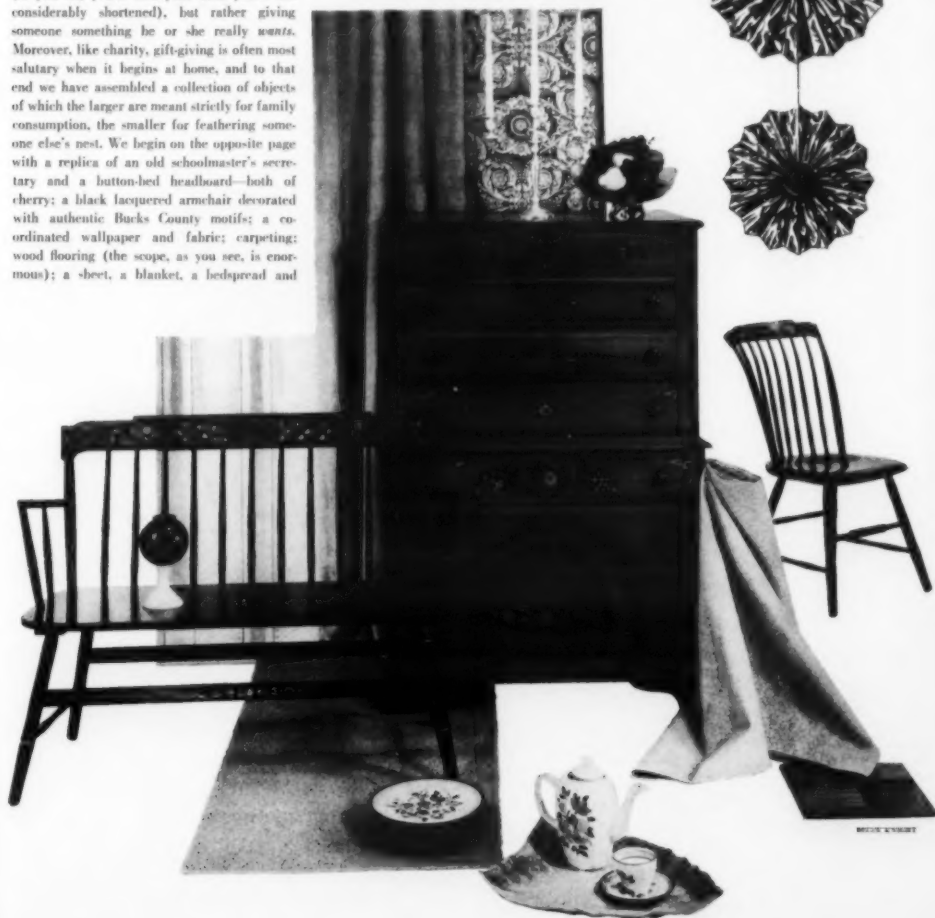 considerably shortened), but rather giving
someone something he or she really wants.
Moreover, like charity, gift-giving is often most
salutary when it begins at home, and to that
end we have assembled a collection of objects
of which the larger are meant strictly for family
consumption, the smaller for feathering some-
one else's nest. We begin on the opposite page
with a replica of an old schoolmaster's secre-
tary and a button-bed headboard—both of
cherry; a black lacquered armchair decorated
with authentic Bucks County motifs; a co-
ordinated wallpaper and fabric; carpeting;
wood flooring (the scope, as you see, is enor-
mous); a sheet, a blanket, a bedspread and